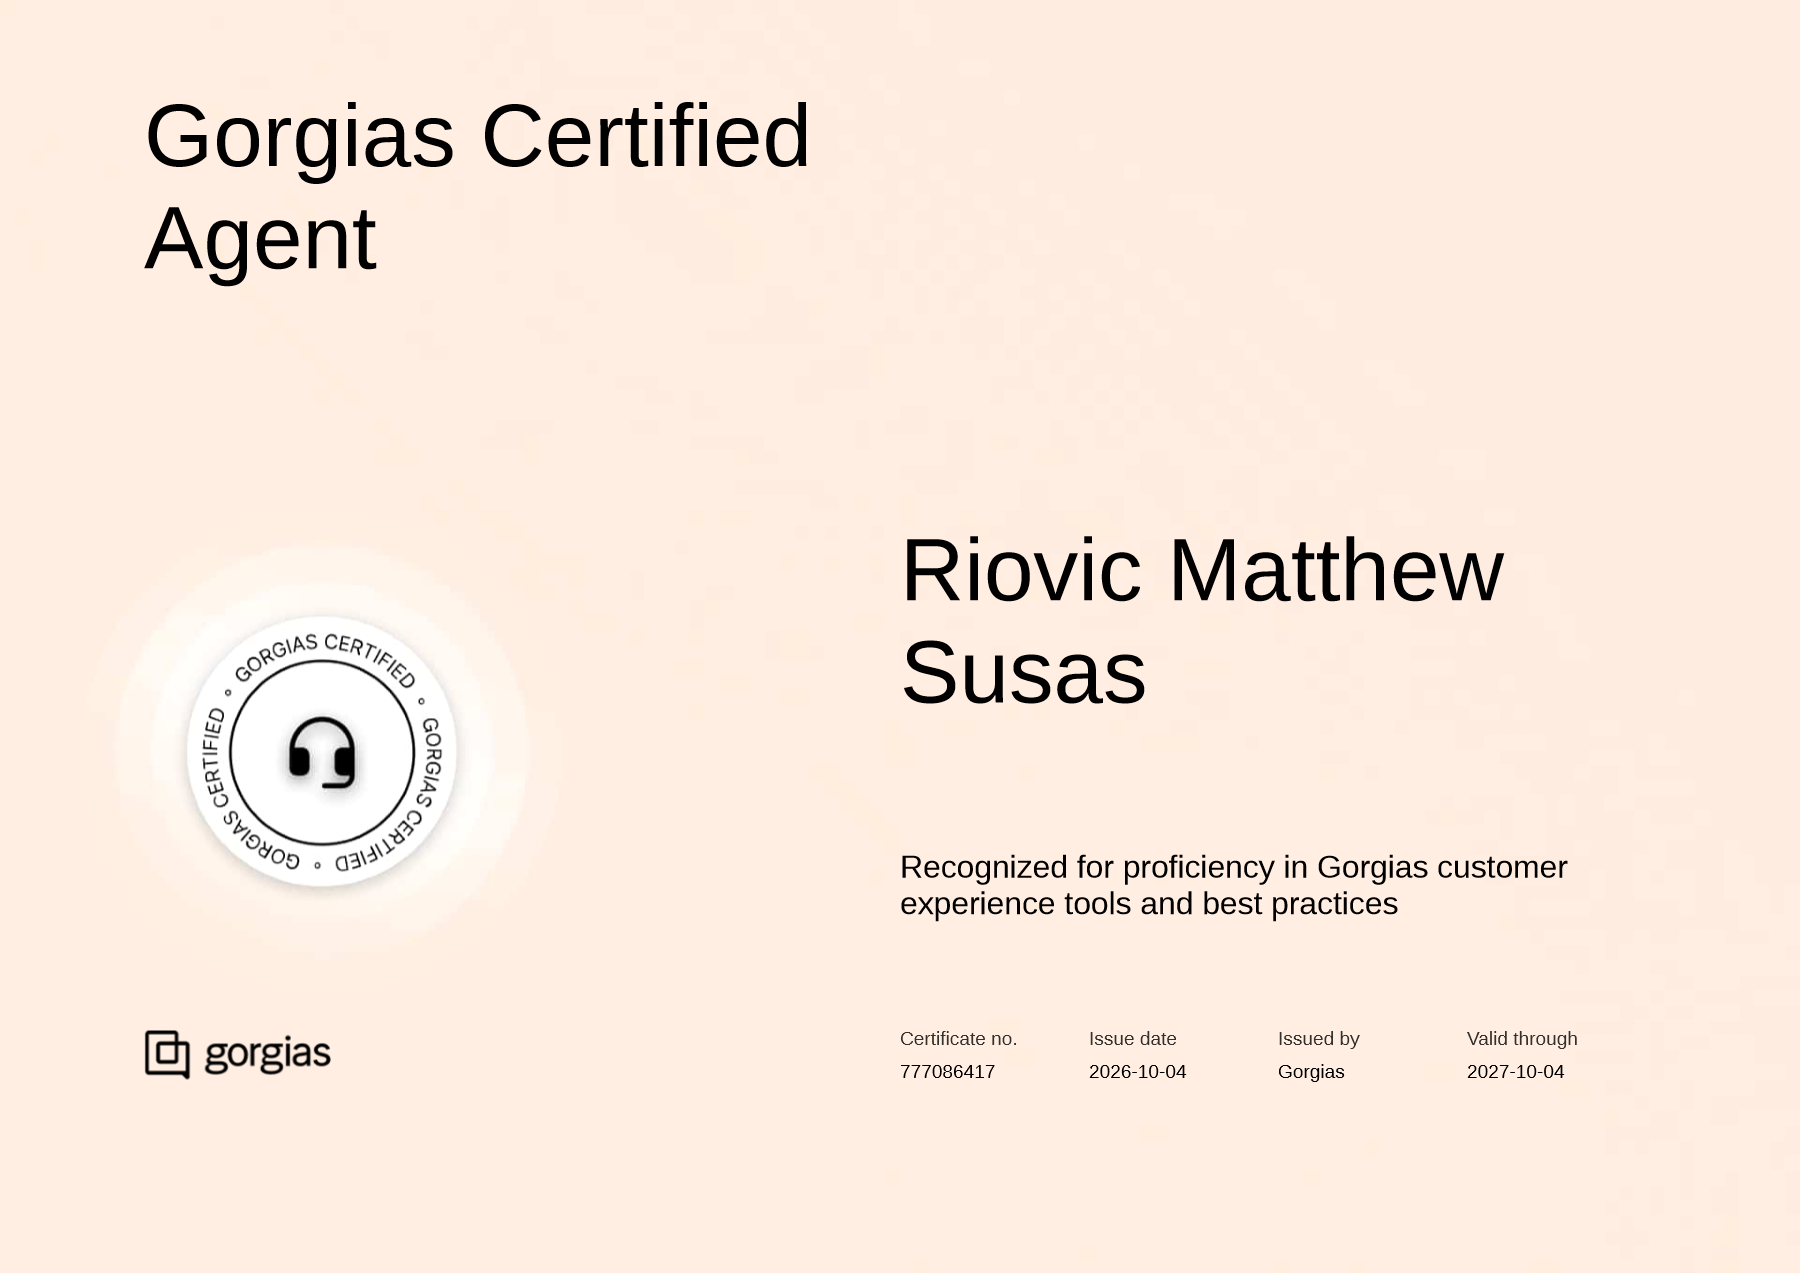 Gorgias Certified
Agent
Riovic Matthew
Susas
GORGIAS CERTIFIED ° GORGIAS CERTIFIED ° GORGIAS CERTIFIED °
Recognized for proficiency in Gorgias customer
experience tools and best practices
gorgias
Certificate no. Issue date Issued by Valid through
777086417 2026-10-04 Gorgias 2027-10-04